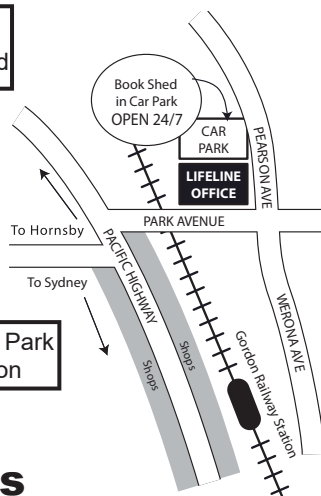 d
Book Shed
in Car Park
OPEN 24/7
CAR
PARK
PEARSON AVE
LIFELINE
OFFICE
PARK AVENUE
To Hornsby
PACIFIC HIGHWAY
To Sydney
WERONA AVE
Shops
Shops
Park
on
Gordon Railway Station
s